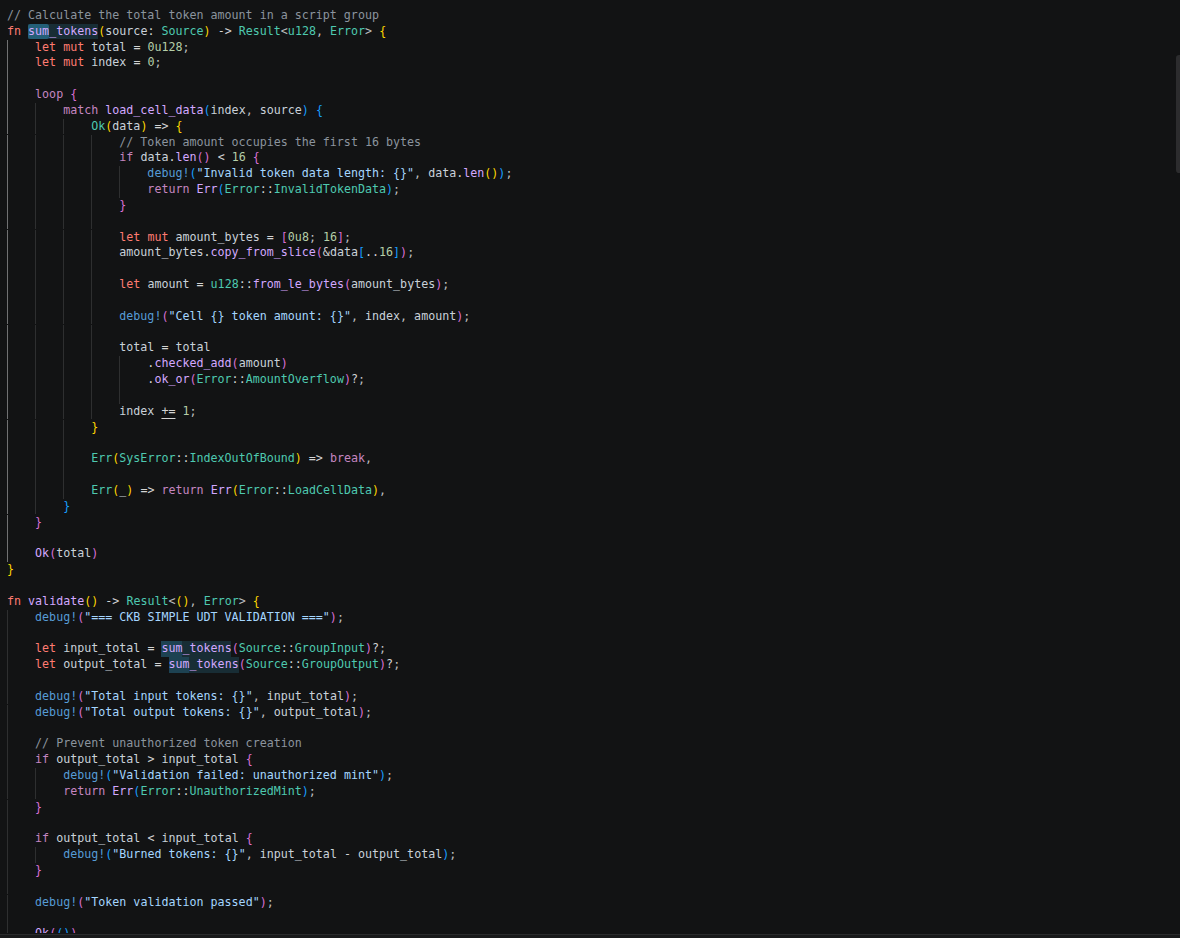 // Calculate the total token amount in a script group
fn sum_tokens(source: Source) -> Result<u128, Error> {
    let mut total = 0u128;
    let mut index = 0;

    loop {
        match load_cell_data(index, source) {
            Ok(data) => {
                // Token amount occupies the first 16 bytes
                if data.len() < 16 {
                    debug!("Invalid token data length: {}", data.len());
                    return Err(Error::InvalidTokenData);
                }

                let mut amount_bytes = [0u8; 16];
                amount_bytes.copy_from_slice(&data[..16]);

                let amount = u128::from_le_bytes(amount_bytes);

                debug!("Cell {} token amount: {}", index, amount);

                total = total
                    .checked_add(amount)
                    .ok_or(Error::AmountOverflow)?;

                index += 1;
            }

            Err(SysError::IndexOutOfBound) => break,

            Err(_) => return Err(Error::LoadCellData),
        }
    }

    Ok(total)
}

fn validate() -> Result<(), Error> {
    debug!("=== CKB SIMPLE UDT VALIDATION ===");

    let input_total = sum_tokens(Source::GroupInput)?;
    let output_total = sum_tokens(Source::GroupOutput)?;

    debug!("Total input tokens: {}", input_total);
    debug!("Total output tokens: {}", output_total);

    // Prevent unauthorized token creation
    if output_total > input_total {
        debug!("Validation failed: unauthorized mint");
        return Err(Error::UnauthorizedMint);
    }

    if output_total < input_total {
        debug!("Burned tokens: {}", input_total - output_total);
    }

    debug!("Token validation passed");

    Ok(())